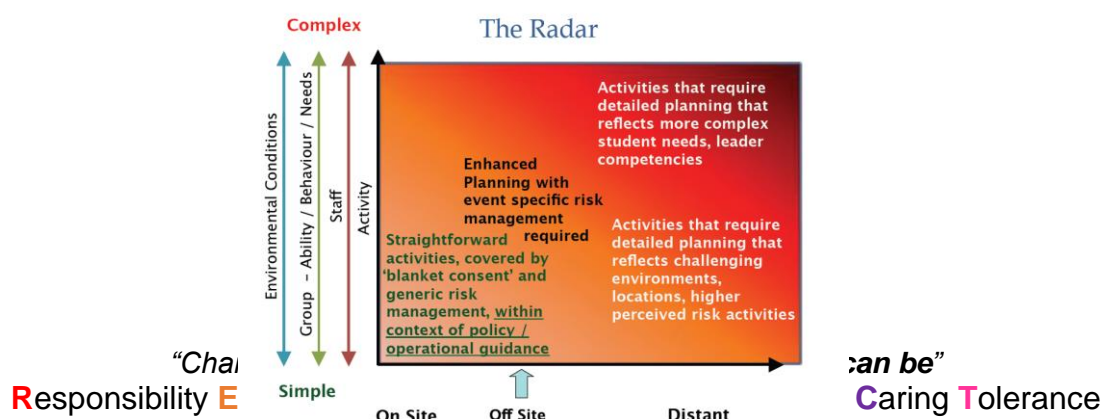 Complex
The Radar
Environmental Conditions
Group - Ability / Behaviour / Needs
Staff
Activity
Activities that require
detailed planning that
reflects more complex
student needs, leader
competencies
Enhanced
Planning with
event specific risk
management
required
Straightforward
activities, covered by
‘blanket consent’ and
generic risk
management, within
context of policy /
operational guidance
Activities that require
detailed planning that
reflects challenging
environments,
locations, higher
perceived risk activities
can be”
Simple
Responsibility E
Caring Tolerance
On Site
Off Site
Distant